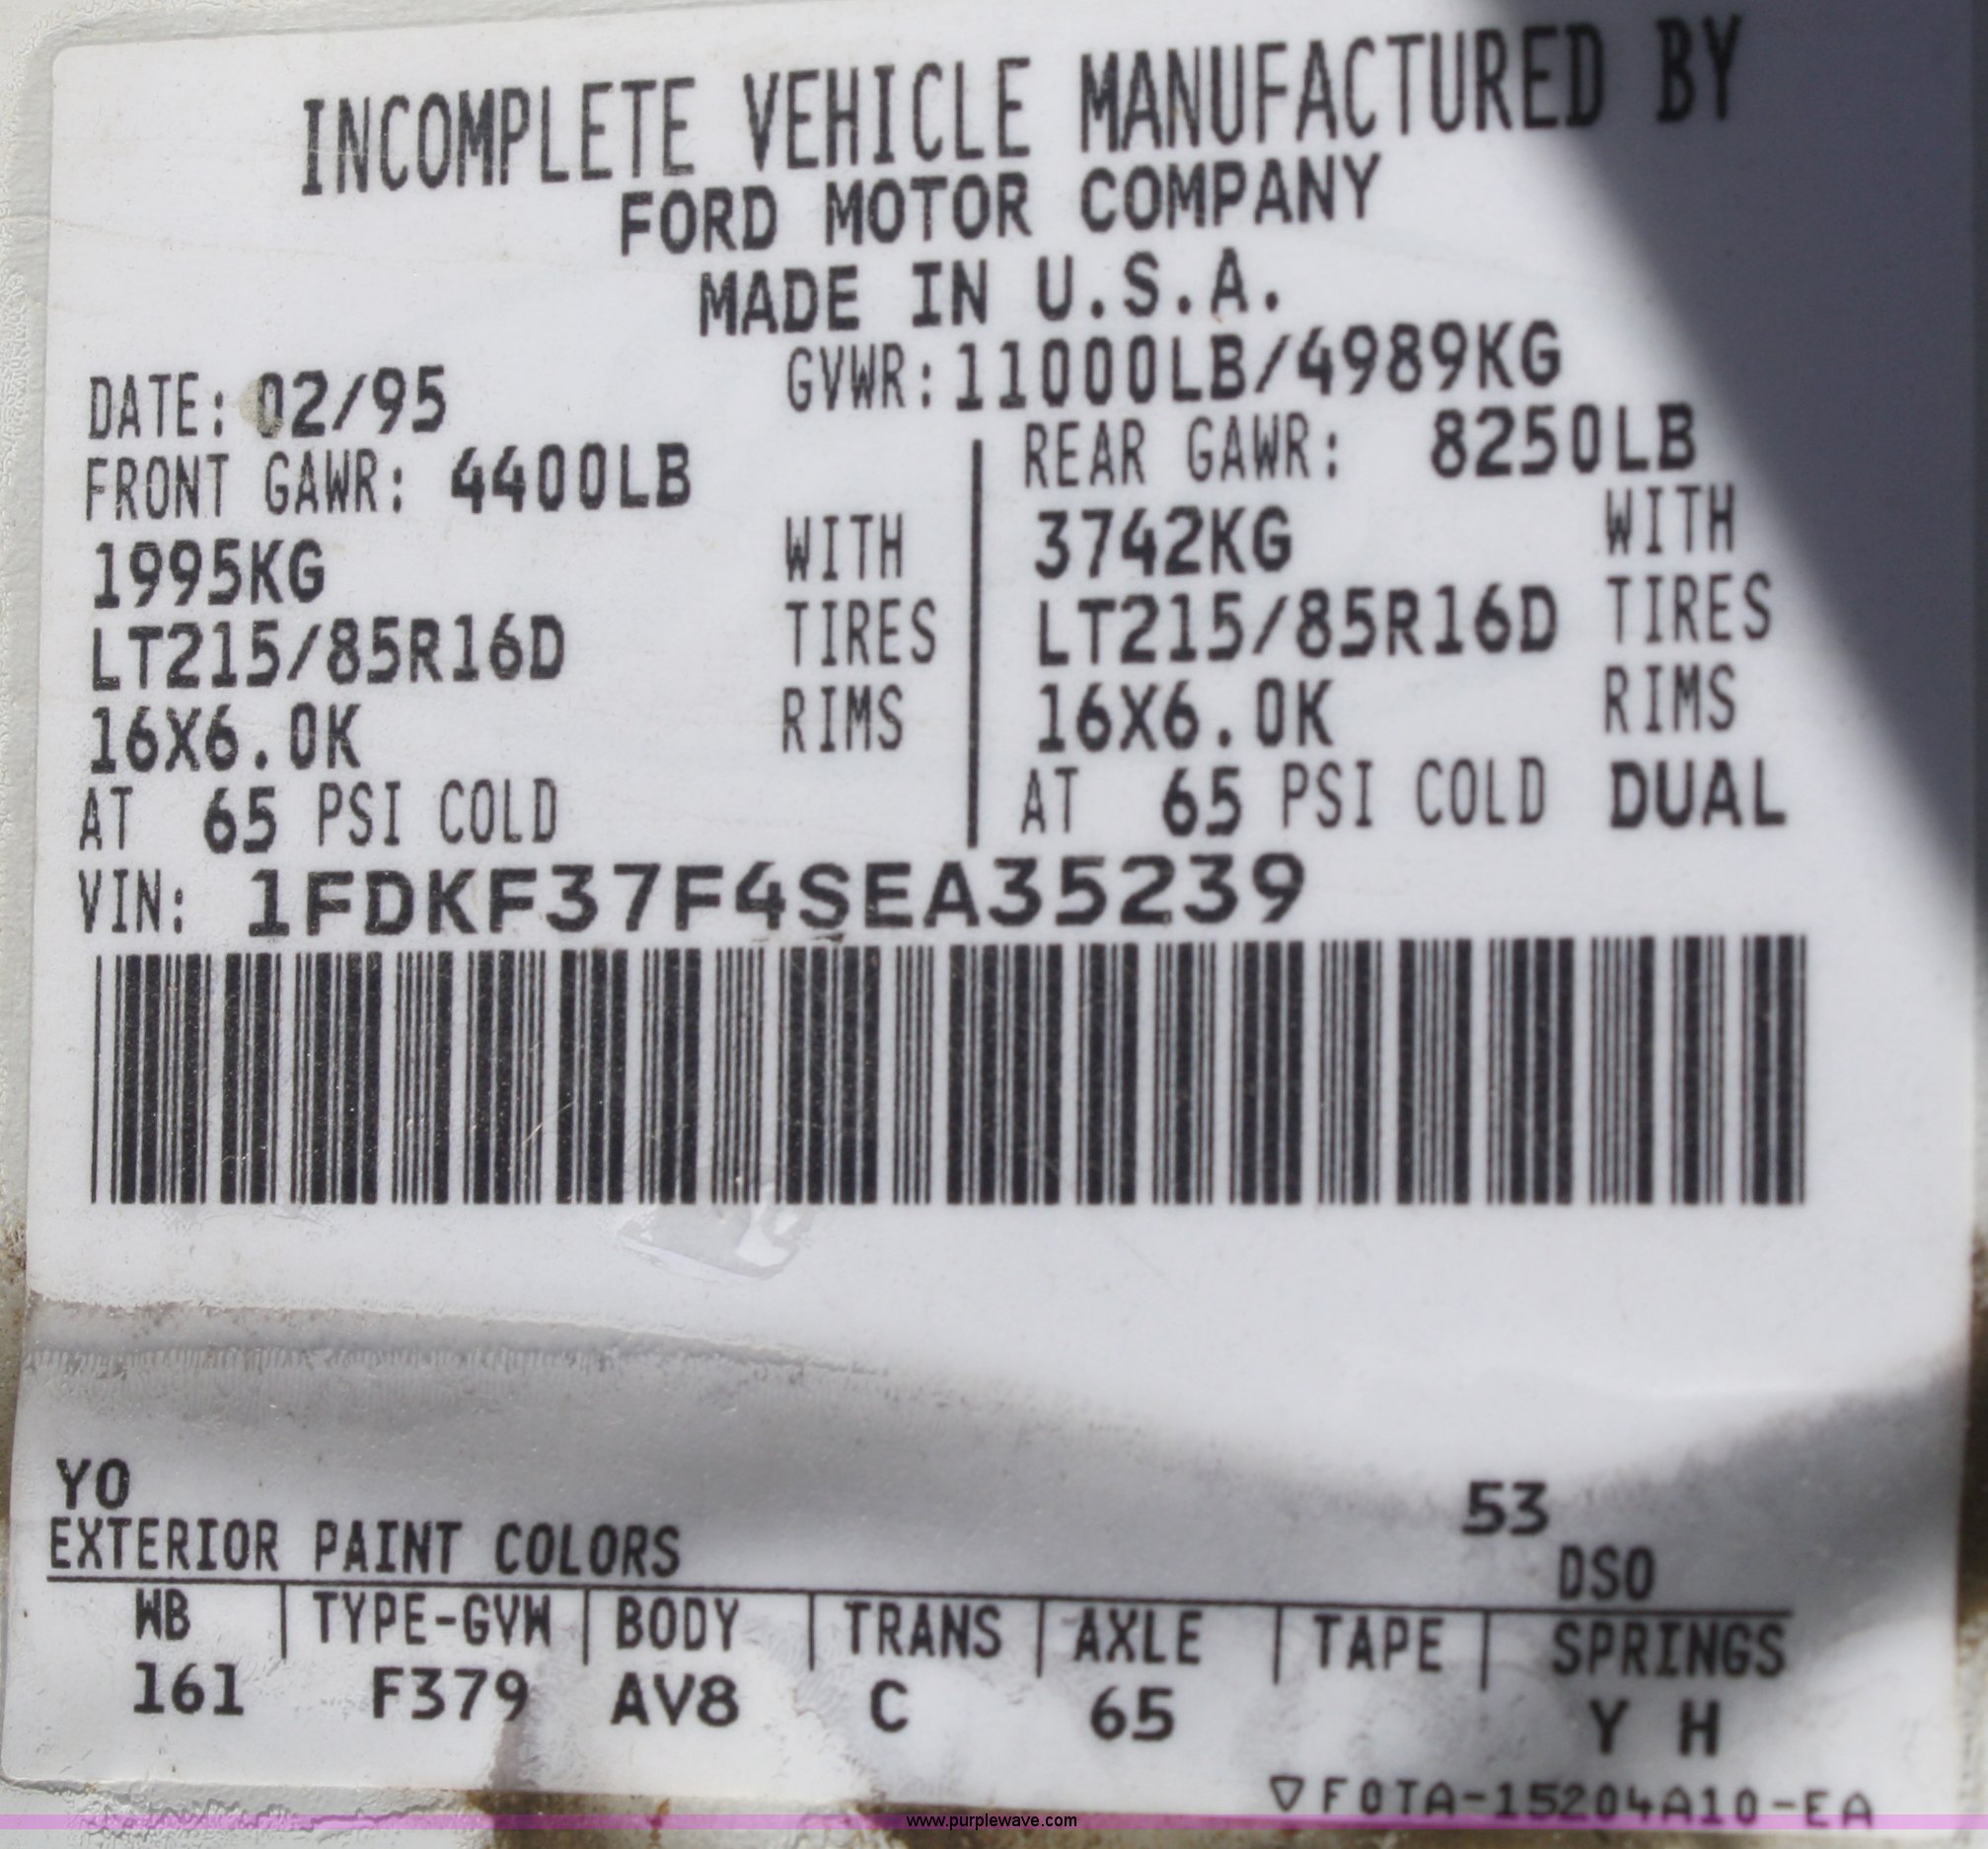 INCOMPLETE VEHICLE MANUFACTURED BY
FORD MOTOR COMPANY
MADE IN U.S.A.
DATE: 02/95 GVWR: 11000LB/4989KG
FRONT GAWR: 4400LB REAR GAWR: 8250LB
1995KG WITH 3742KG WITH
LT215/85R16D TIRES LT215/85R16D TIRES
16X6.0K RIMS 16X6.0K RIMS
AT 65 PSI COLD AT 65 PSI COLD DUAL
VIN: 1FDKF37F4SEA35239
YO 53
EXTERIOR PAINT COLORS DSO
WB | TYPE-GVW | BODY | TRANS | AXLE | TAPE | SPRINGS
161 F379 AV8 C 65 Y H
▽F0TA-15204A10-EA
www.purplewave.com